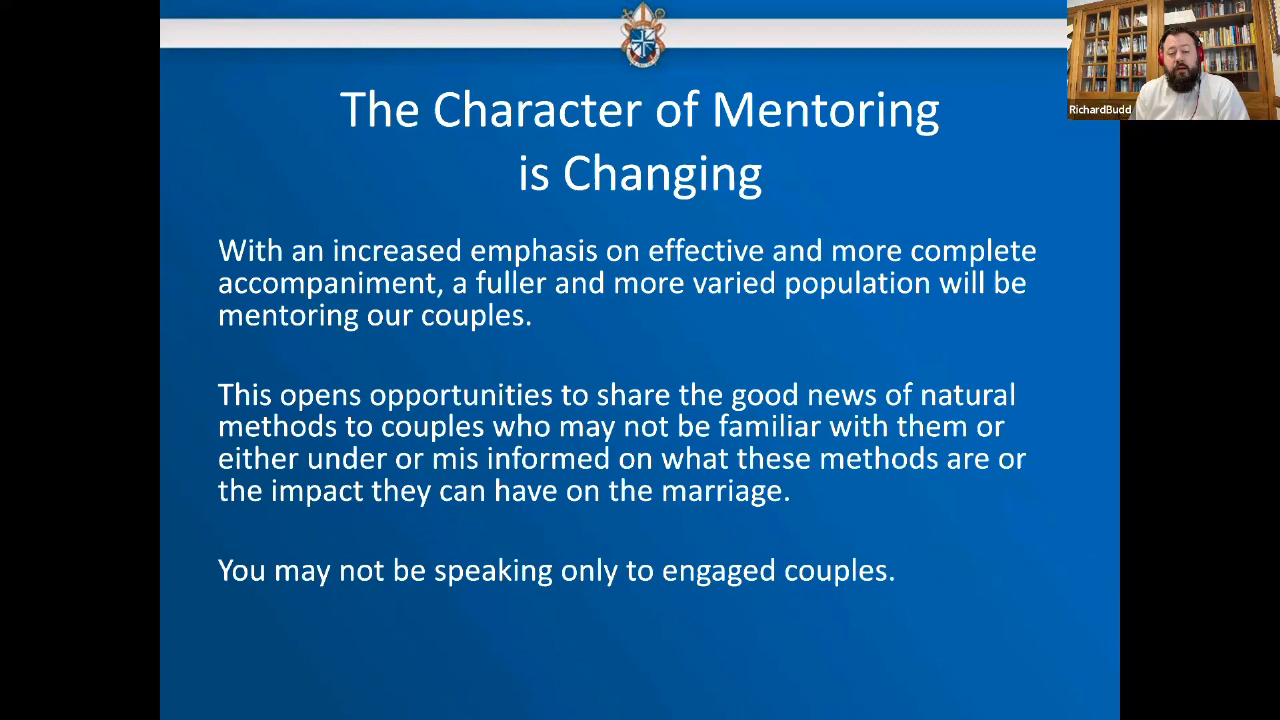 The Character of Mentoring
is Changing
With an increased emphasis on effective and more complete
accompaniment, a fuller and more varied population will be
mentoring our couples.
This opens opportunities to share the good news of natural
methods to couples who may not be familiar with them or
either under or mis informed on what these methods are or
the impact they can have on the marriage.
You may not be speaking only to engaged couples.
RichardBudd